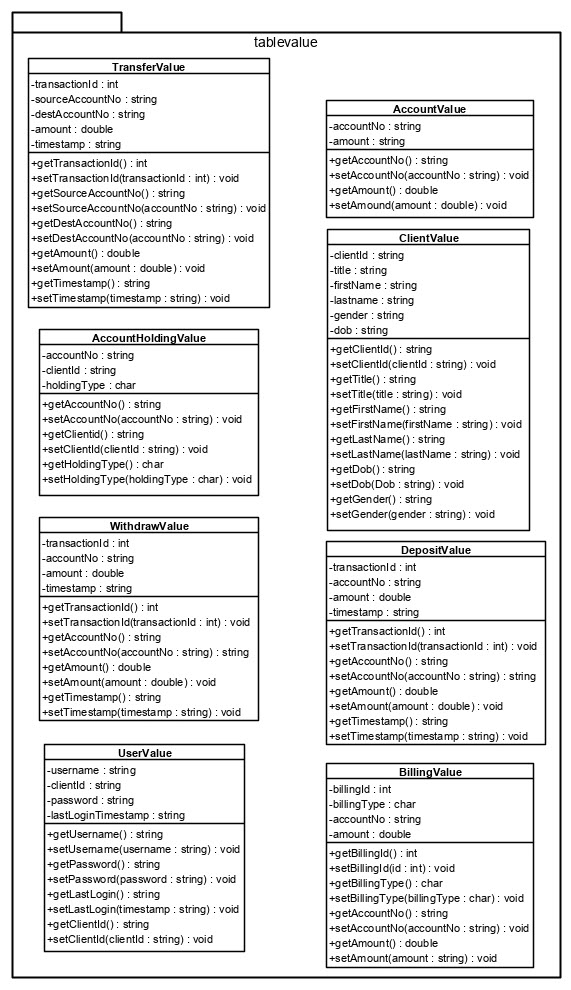 tablevalue
TransferValue
-transactionId : int
-sourceAccountNo : string
-destAccountNo : string
-amount : double
-timestamp : string
+getTransactionId() : int
+setTransactionId(transactionId : int) : void
+getSourceAccountNo() : string
+setSourceAccountNo(accountNo : string) : void
+getDestAccountNo() : string
+setDestAccountNo(accountNo : string) : void
+getAmount() : double
+setAmount(amount : double) : void
+getTimestamp() : string
+setTimestamp(timestamp : string) : void
AccountValue
-accountNo : string
-amount : string
+getAccountNo() : string
+setAccountNo(accountNo : string) : void
+getAmount() : double
+setAmound(amount : double) : void
ClientValue
-clientId : string
-title : string
-firstName : string
-lastname : string
-gender : string
-dob : string
+getClientId() : string
+setClientId(clientId : string) : void
+getTitle() : string
+setTitle(title : string) : void
+getFirstName() : string
+setFirstName(firstName : string) : void
+getLastName() : string
+setLastName(lastName : string) : void
+getDob() : string
+setDob(Dob : string) : void
+getGender() : string
+setGender(gender : string) : void
AccountHoldingValue
-accountNo : string
-clientId : string
-holdingType : char
+getAccountNo() : string
+setAccountNo(accountNo : string) : void
+getClientid() : string
+setClientId(clientId : string) : void
+getHoldingType() : char
+setHoldingType(holdingType : char) : void
WithdrawValue
-transactionId : int
-accountNo : string
-amount : double
-timestamp : string
+getTransactionId() : int
+setTransactionId(transactionId : int) : void
+getAccountNo() : string
+setAccountNo(accountNo : string) : string
+getAmount() : double
+setAmount(amount : double) : void
+getTimestamp() : string
+setTimestamp(timestamp : string) : void
DepositValue
-transactionId : int
-accountNo : string
-amount : double
-timestamp : string
+getTransactionId() : int
+setTransactionId(transactionId : int) : void
+getAccountNo() : string
+setAccountNo(accountNo : string) : string
+getAmount() : double
+setAmount(amount : double) : void
+getTimestamp() : string
+setTimestamp(timestamp : string) : void
UserValue
-username : string
-clientId : string
-password : string
-lastLoginTimestamp : string
+getUsername() : string
+setUsername(username : string) : void
+getPassword() : string
+setPassword(password : string) : void
+getLastLogin() : string
+setLastLogin(timestamp : string) : void
+getClientId() : string
+setClientId(clientId : string) : void
BillingValue
-billingId : int
-billingType : char
-accountNo : string
-amount : double
+getBillingId() : int
+setBillingId(id : int) : void
+getBillingType() : char
+setBillingType(billingType : char) : void
+getAccountNo() : string
+setAccountNo(accountNo : string) : void
+getAmount() : double
+setAmount(amount : string) : void